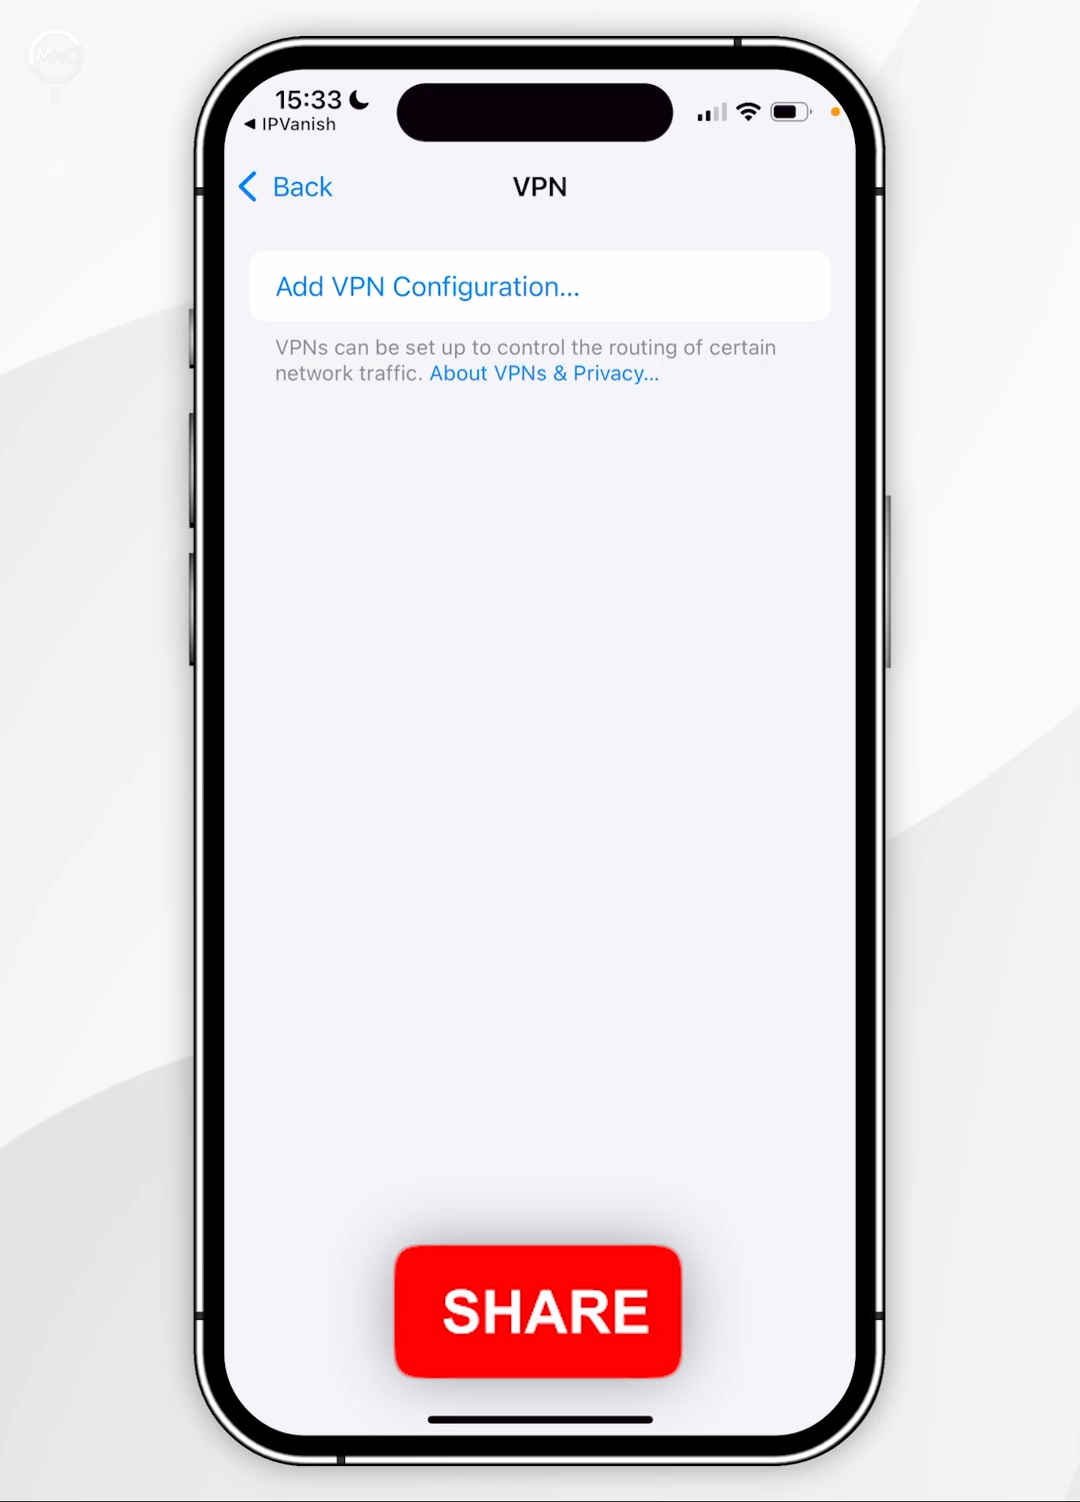 MAC
15:33
◀ IPVanish
Back
VPN
Add VPN Configuration...
VPNs can be set up to control the routing of certain
network traffic. About VPNs & Privacy...
SHARE